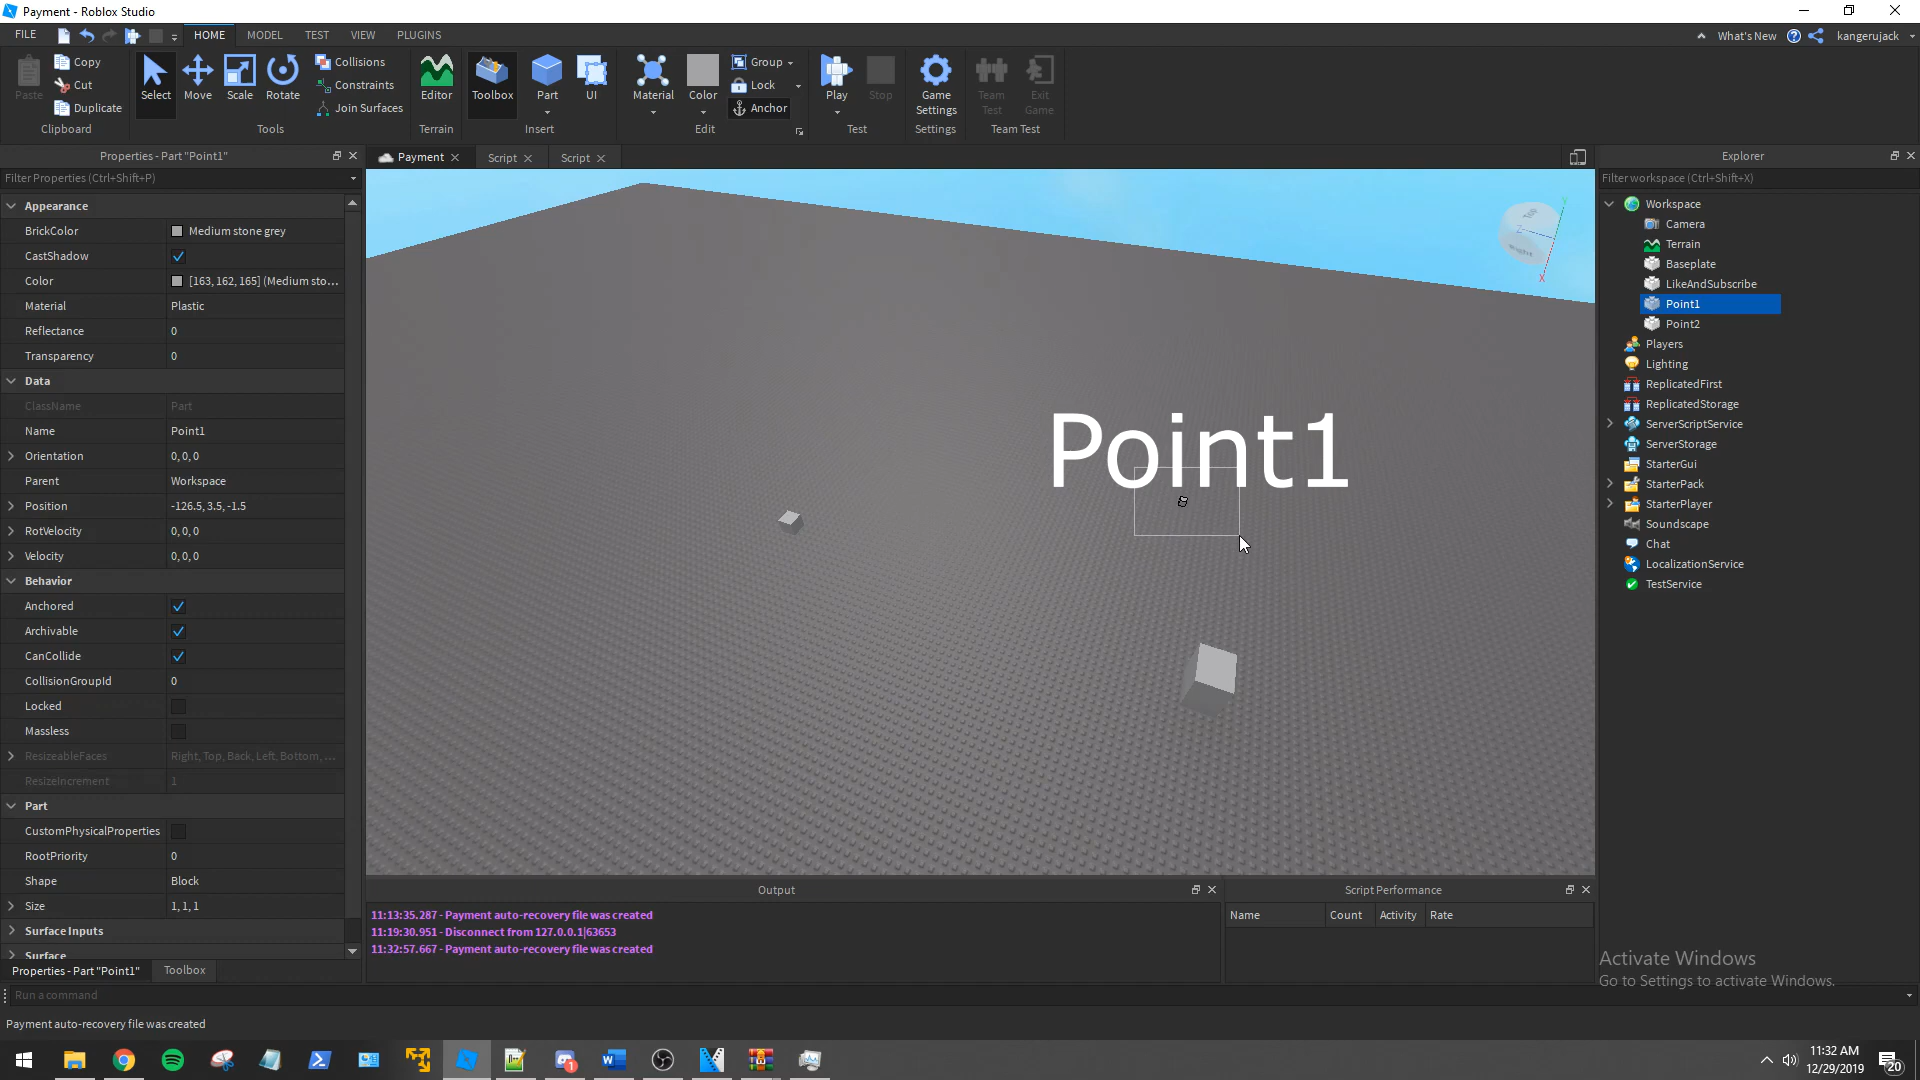 Payment - Roblox Studio
FILE
HOME
MODEL
TEST
VIEW
PLUGINS
What's New
kangerujack
Paste
Copy
Cut
Duplicate
Clipboard
Select
Move
Scale
Rotate
Collisions
Constraints
Join Surfaces
Tools
Editor
Terrain
Toolbox
Part
UI
Insert
Material
Color
Group
Lock
Anchor
Edit
Play
Stop
Test
Game Settings
Settings
Team Test
Exit Game
Team Test
Properties - Part "Point1"
Filter Properties (Ctrl+Shift+P)
Appearance
BrickColor Medium stone grey
CastShadow
Color [163, 162, 165] (Medium sto...
Material Plastic
Reflectance 0
Transparency 0
Data
ClassName Part
Name Point1
Orientation 0, 0, 0
Parent Workspace
Position -126.5, 3.5, -1.5
RotVelocity 0, 0, 0
Velocity 0, 0, 0
Behavior
Anchored
Archivable
CanCollide
CollisionGroupId 0
Locked
Massless
ResizeableFaces Right, Top, Back, Left, Bottom, ...
ResizeIncrement 1
Part
CustomPhysicalProperties
RootPriority 0
Shape Block
Size 1, 1, 1
Surface Inputs
Surface
Properties - Part "Point1"
Toolbox
Payment
Script
Script
Z
Y
X
Right
Point1
Output
11:13:35.287 - Payment auto-recovery file was created
11:19:30.951 - Disconnect from 127.0.0.1|63653
11:32:57.667 - Payment auto-recovery file was created
Script Performance
Name Count Activity Rate
Explorer
Filter workspace (Ctrl+Shift+X)
Workspace
Camera
Terrain
Baseplate
LikeAndSubscribe
Point1
Point2
Players
Lighting
ReplicatedFirst
ReplicatedStorage
ServerScriptService
ServerStorage
StarterGui
StarterPack
StarterPlayer
Soundscape
Chat
LocalizationService
TestService
Activate Windows
Go to Settings to activate Windows.
Run a command
Payment auto-recovery file was created
11:32 AM
12/29/2019
20